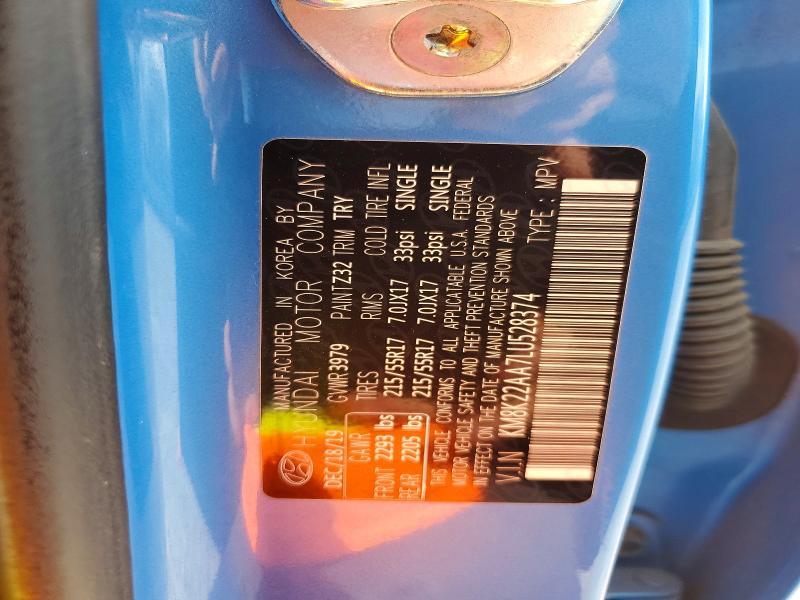 MANUFACTURED IN KOREA BY
HYUNDAI MOTOR COMPANY
DEC/18/19 GVWR 3979 PAINT Z32 TRIM TRY
GAWR TIRES RIMS COLD TIRE INFL
FRONT 2293 lbs 215/55R17 7.0JX17 33psi SINGLE
REAR 2205 lbs 215/55R17 7.0JX17 33psi SINGLE
THIS VEHICLE CONFORMS TO ALL APPLICATABLE U.S.A. FEDERAL
MOTOR VEHICLE SAFETY AND THEFT PREVENTION STANDARDS
IN EFFECT ON THE DATE OF MANUFACTURE SHOWN ABOVE
V.I.N KM8K22AA7LU528374 TYPE : MPV